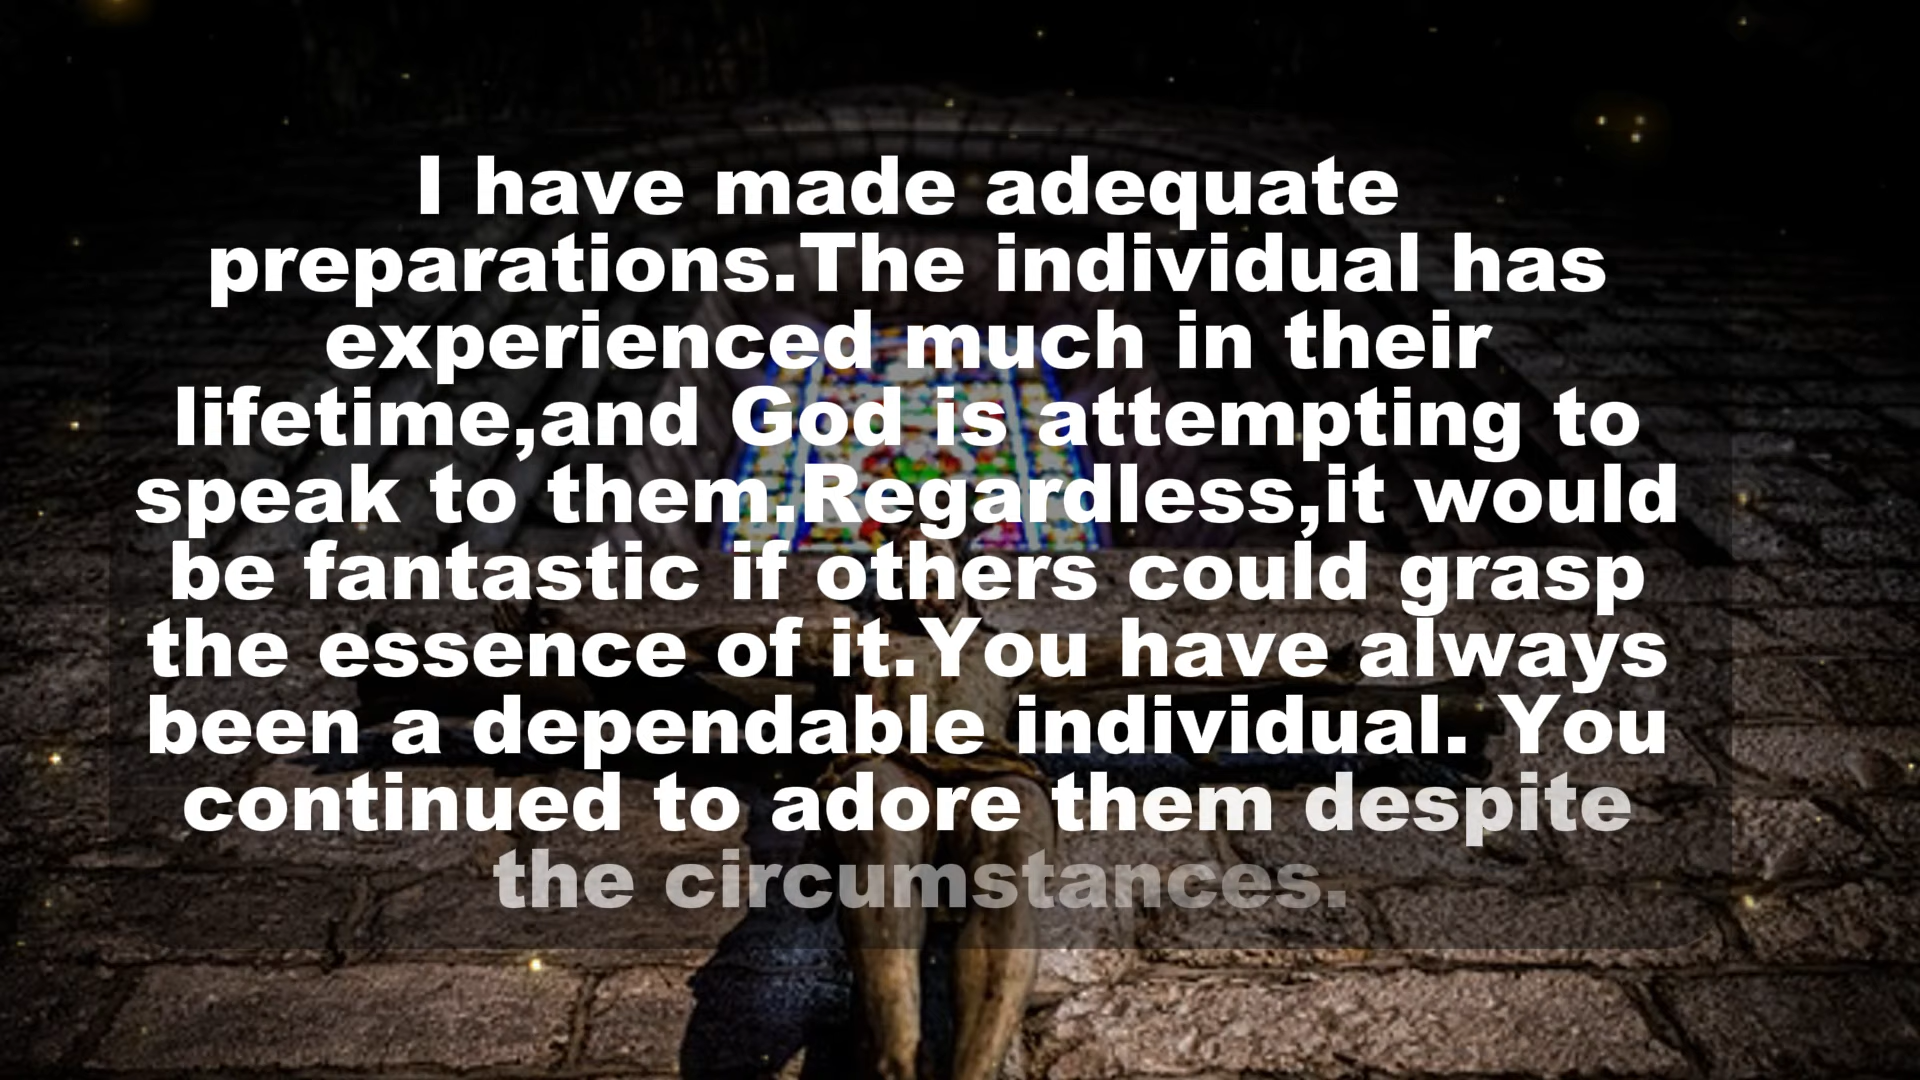 I have made adequate
preparations.The individual has
experienced much in their
lifetime,and God is attempting to
speak to them.Regardless,it would
be fantastic if others could grasp
the essence of it.You have always
been a dependable individual. You
continued to adore them despite
the circumstances.